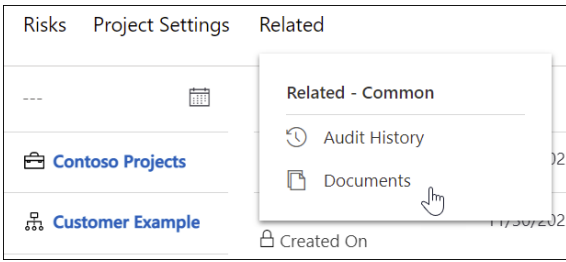 Risks Project Settings Related
---
Related - Common
Audit History
Documents
Contoso Projects
Customer Example
Created On